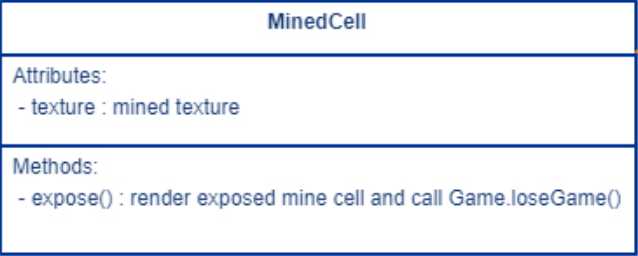 MinedCell
Attributes:
- texture : mined texture
Methods:
- expose() : render exposed mine cell and call Game.loseGame()